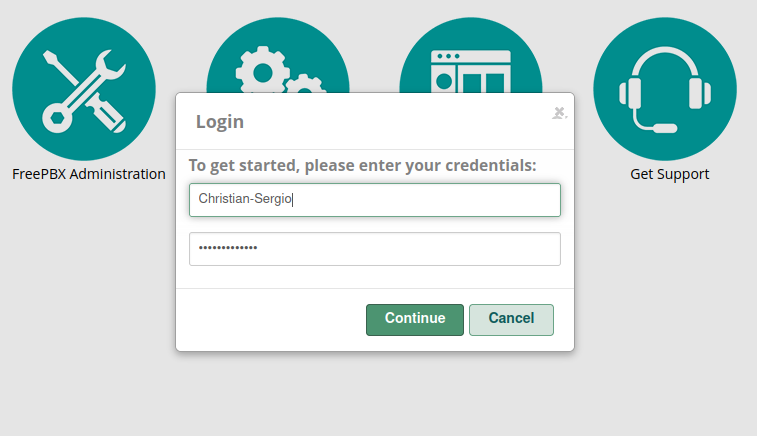 Login
To get started, please enter your credentials:
Christian-Sergio
•••••••••••••
Continue Cancel
FreePBX Administration
Get Support